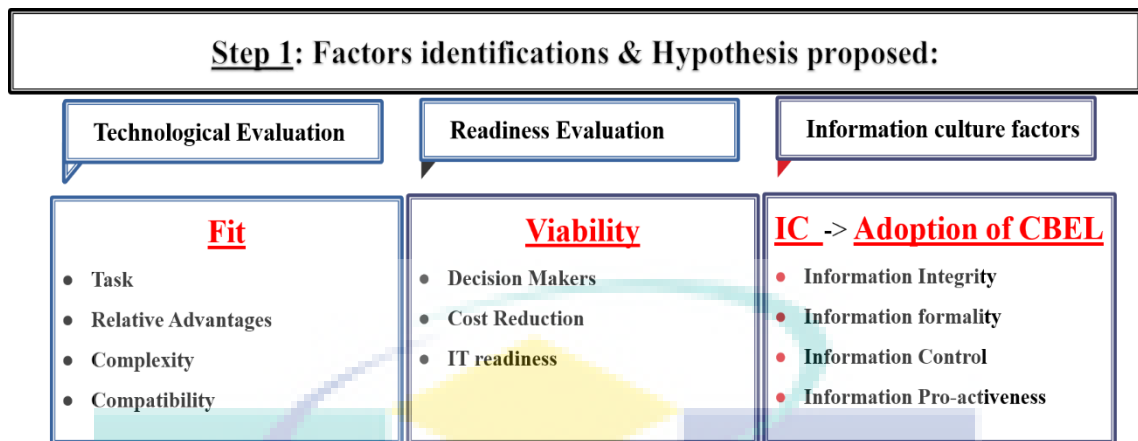 Step 1: Factors identifications & Hypothesis proposed:
Technological Evaluation
Readiness Evaluation
Information culture factors
Fit
• Task
• Relative Advantages
• Complexity
• Compatibility
Viability
• Decision Makers
• Cost Reduction
• IT readiness
IC -> Adoption of CBEL
• Information Integrity
• Information formality
• Information Control
• Information Pro-activeness